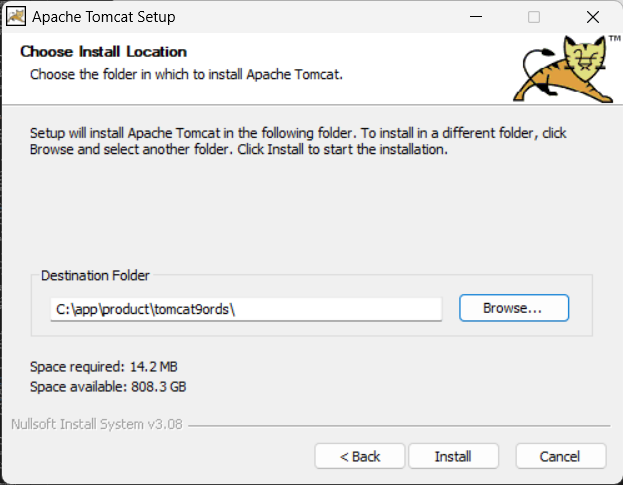 Apache Tomcat Setup
Choose Install Location
Choose the folder in which to install Apache Tomcat.
TM
Setup will install Apache Tomcat in the following folder. To install in a different folder, click
Browse and select another folder. Click Install to start the installation.
Destination Folder
C:\app\product\tomcat9ords\
Browse...
Space required: 14.2 MB
Space available: 808.3 GB
Nullsoft Install System v3.08
< Back
Install
Cancel